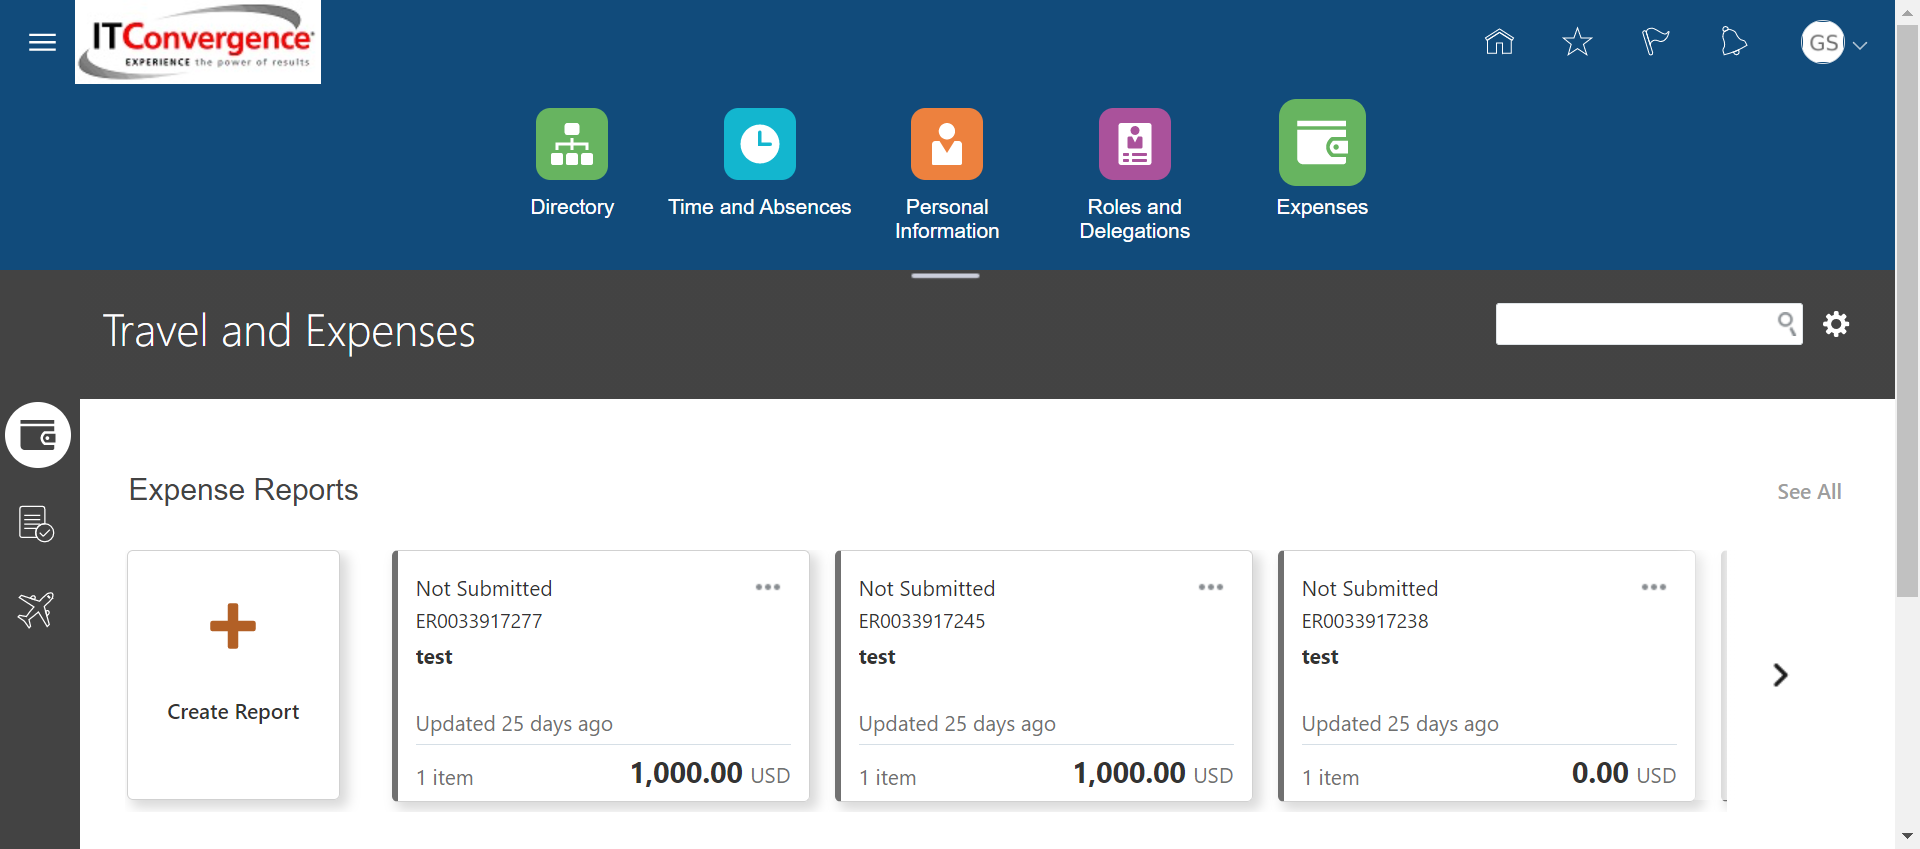 ITConvergence
EXPERIENCE the power of results
GS
Directory
Time and Absences
Personal
Information
Roles and
Delegations
Expenses
Travel and Expenses
Expense Reports
See All
Create Report
Not Submitted
ER0033917277
test
Updated 25 days ago
1 item
1,000.00 USD
Not Submitted
ER0033917245
test
Updated 25 days ago
1 item
1,000.00 USD
Not Submitted
ER0033917238
test
Updated 25 days ago
1 item
0.00 USD